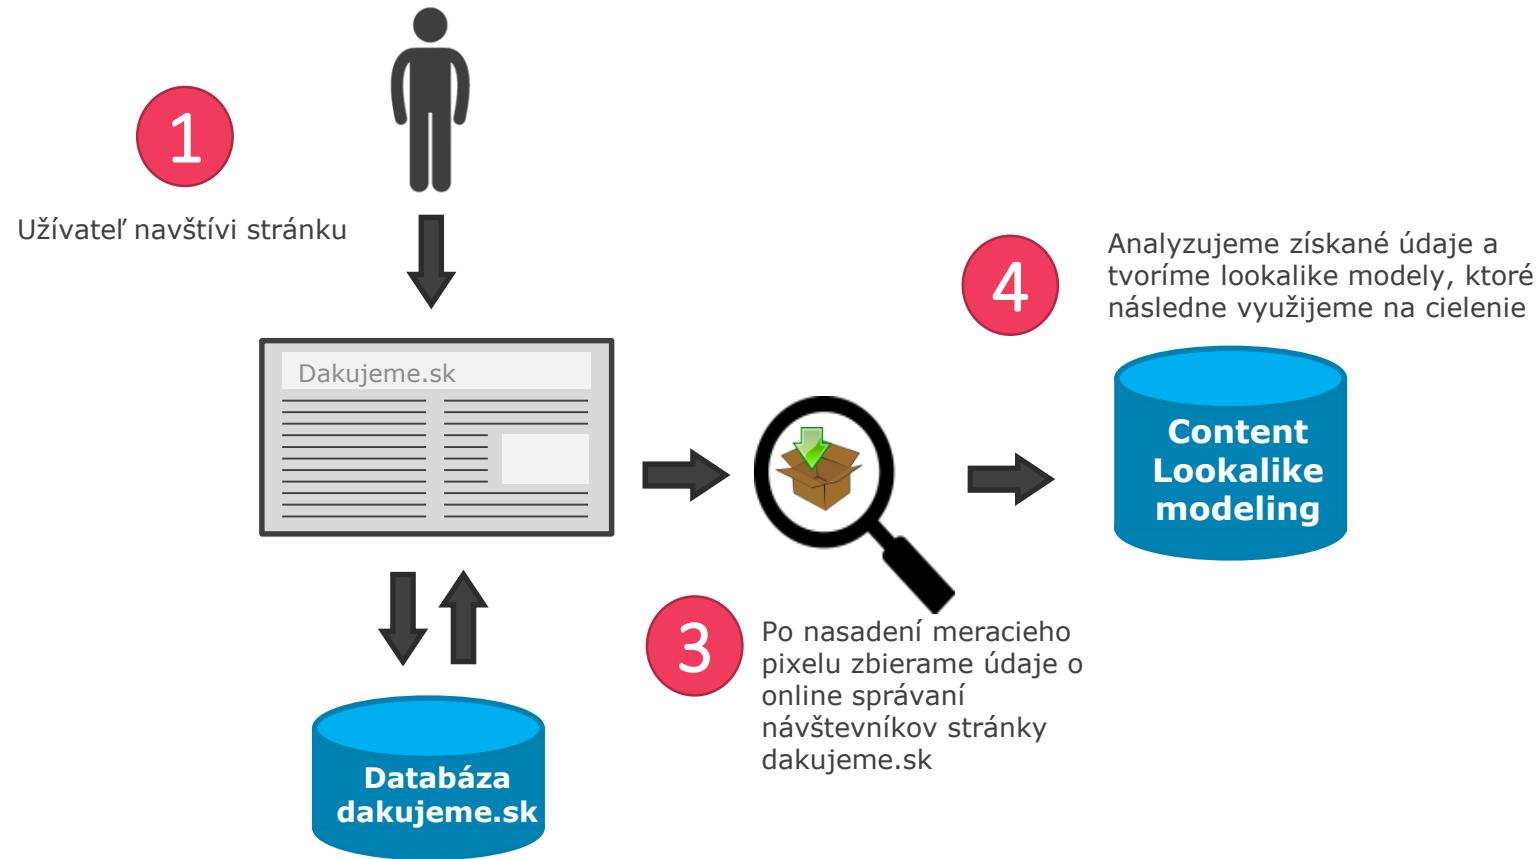 1
Užívateľ navštívi stránku
Dakujeme.sk
Databáza
dakujeme.sk
3
Po nasadení meracieho
pixelu zbierame údaje o
online správaní
návštevníkov stránky
dakujeme.sk
4
Analyzujeme získané údaje a
tvoríme lookalike modely, ktoré
následne využijeme na cielenie
Content
Lookalike
modeling